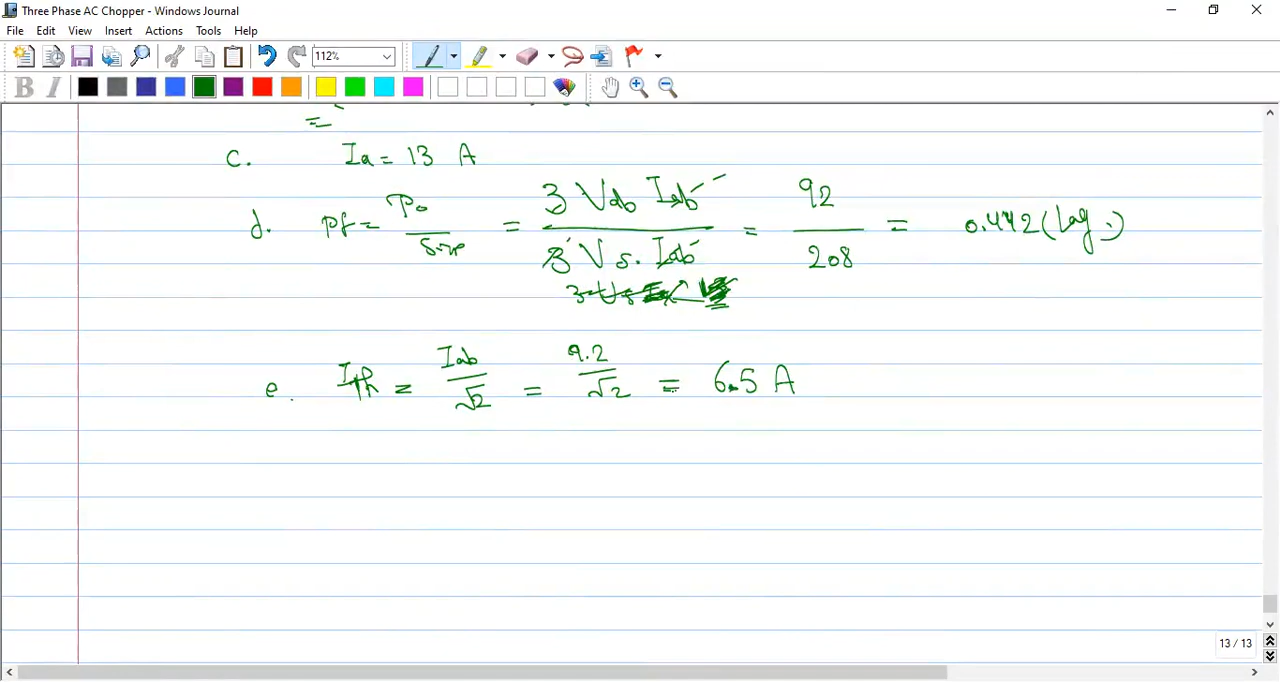 Three Phase AC Chopper - Windows Journal
File Edit View Insert Actions Tools Help
112%
B I
c. Ia = 13 A
d. pf = Po / = 3 Vab Iab / 3 Vs. Iab = 92 / 208 = 0.442 (lag.)
e. Ith = Iab / √2 = 9.2 / √2 = 6.5 A
13 / 13